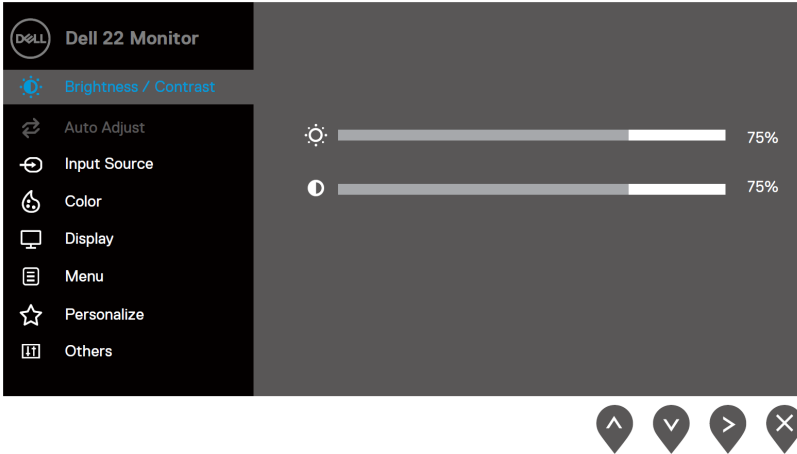 DELL
Dell 22 Monitor
Brightness / Contrast
Auto Adjust
Input Source
Color
Display
Menu
Personalize
Others
75%
75%